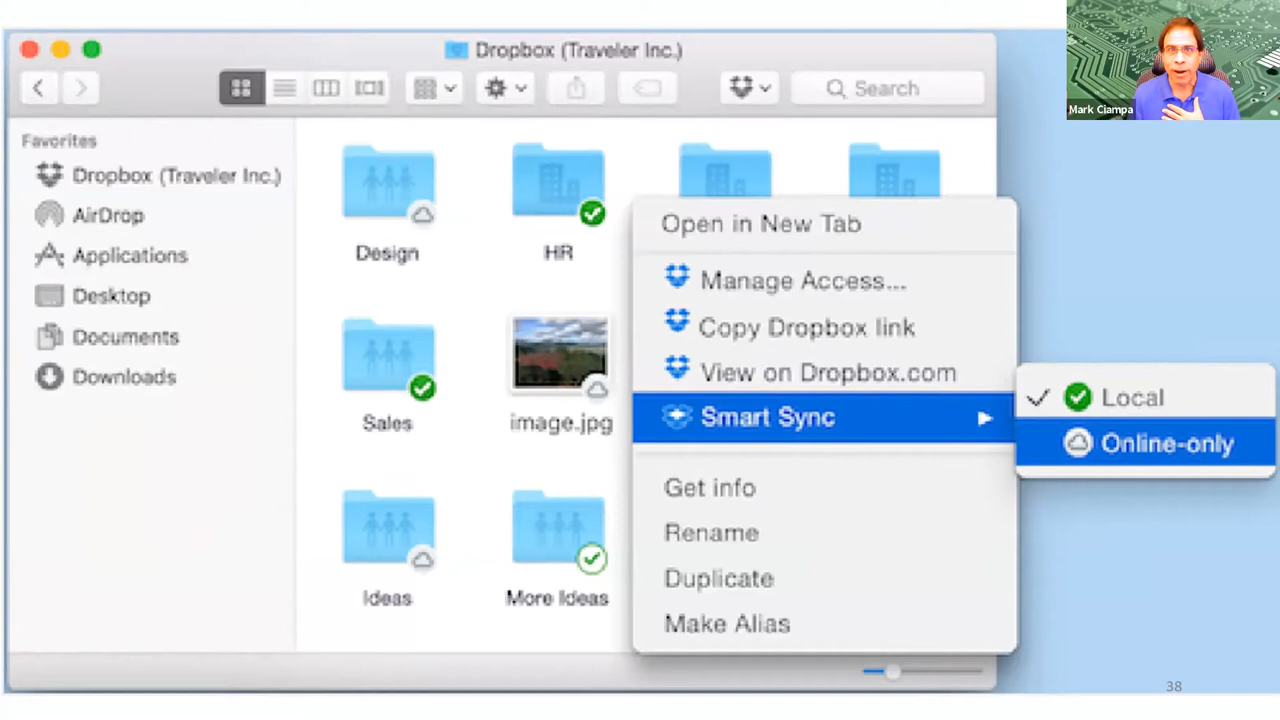 Dropbox (Traveler Inc.)
Search
Mark Ciampa
Favorites
Dropbox (Traveler Inc.)
AirDrop
Applications
Desktop
Documents
Downloads
Design
HR
Sales
image.jpg
Ideas
More Ideas
Open in New Tab
Manage Access...
Copy Dropbox link
View on Dropbox.com
Smart Sync
Local
Online-only
Get info
Rename
Duplicate
Make Alias
38